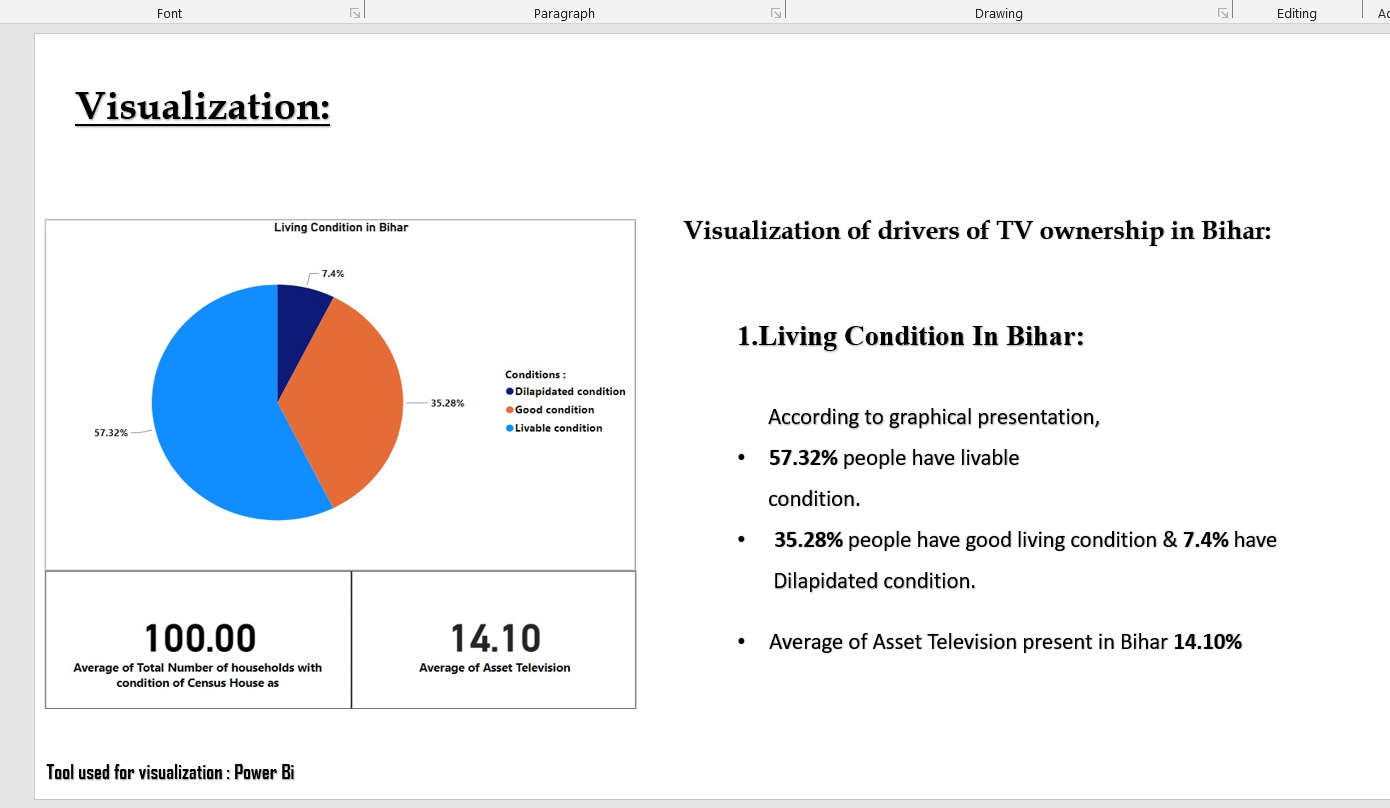 Font Paragraph Drawing Editing
Visualization:
Living Condition in Bihar
7.4%
35.28%
57.32%
Conditions :
Dilapidated condition
Good condition
Livable condition
100.00
Average of Total Number of households with
condition of Census House as
14.10
Average of Asset Television
Visualization of drivers of TV ownership in Bihar:
1.Living Condition In Bihar:
According to graphical presentation,
• 57.32% people have livable
condition.
• 35.28% people have good living condition & 7.4% have
Dilapidated condition.
• Average of Asset Television present in Bihar 14.10%
Tool used for visualization : Power Bi